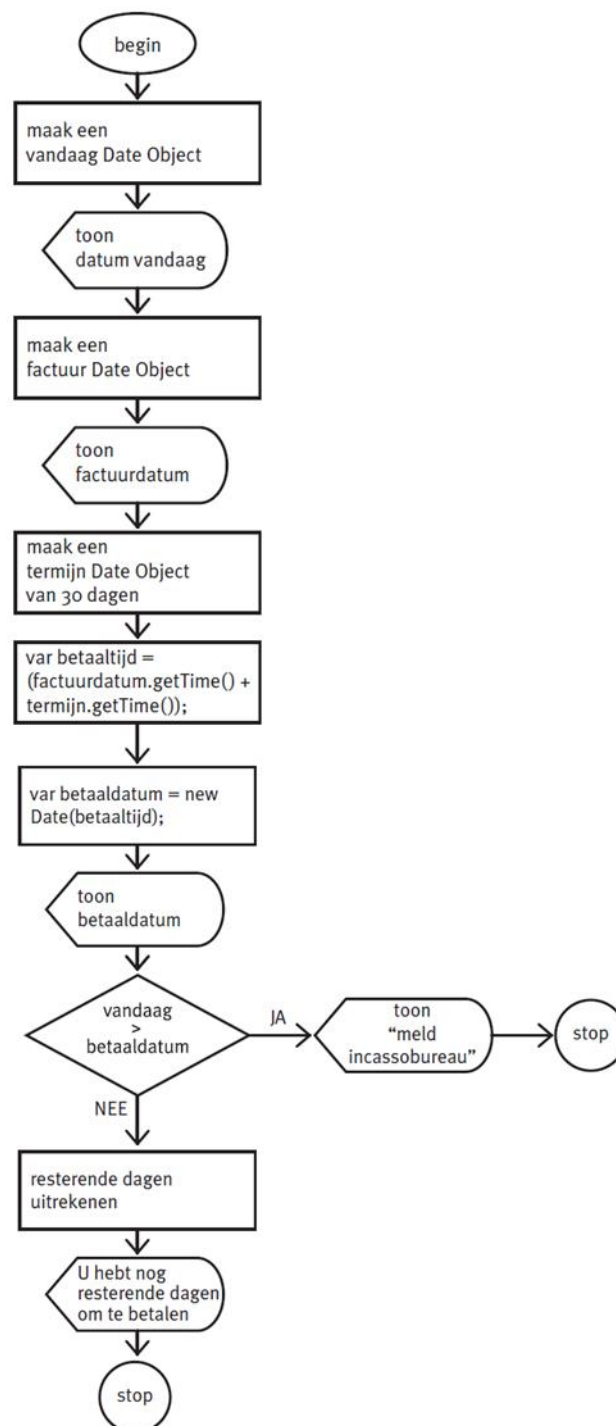 begin
maak een
vandaag Date Object
toon
datum vandaag
maak een
factuur Date Object
toon
factuurdatum
maak een
termijn Date Object
van 30 dagen
var betaaltijd =
(factuurdatum.getTime() +
termijn.getTime());
var betaaldatum = new
Date(betaaltijd);
toon
betaaldatum
vandaag
>
betaaldatum
JA
toon
“meld
incassobureau”
stop
NEE
resterende dagen
uitrekenen
U hebt nog
resterende dagen
om te betalen
stop